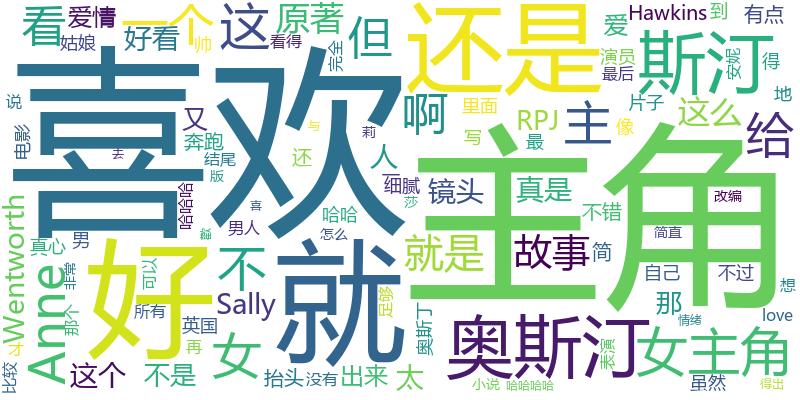 喜欢
主角
就
好
还是
奥斯汀
斯汀
女主角
Anne
Wentworth
故事
给
看
这
一个
但
啊
不
女
就是
主
Sally
原著
爱情
姑娘
好看
帅
看得
完全
爱
演员
最后
Hawkins
到
有点
安妮
得
地
说
电影
又
奔跑
结尾
去
版
与
莉
人
还
细腻
莎
镜头
里面
RPJ
写
最
像
片子
这么
真是
不错
改编
简直
简
那
自己
不过
想
love
情绪
得出
虽然
表演
小说
哈哈哈哈
哈哈
哈哈哈
怎么
男人
喜
真心
男
可以
非常
那个
所有
英国
足够
奥斯丁
才
再
比较
这个
不是
抬头
没有
出来
太